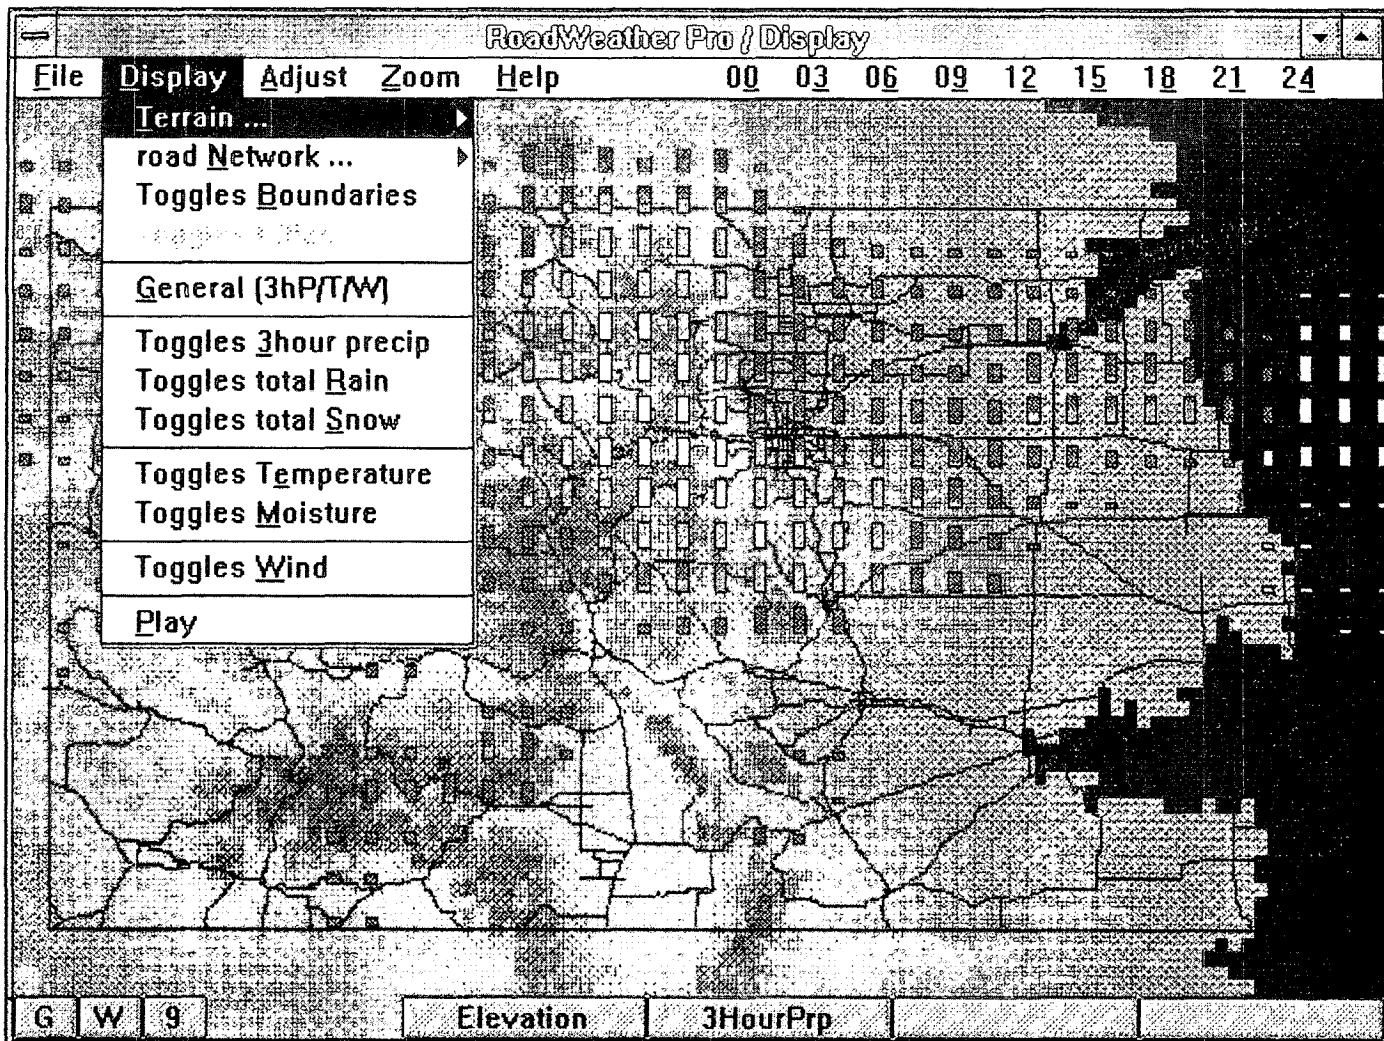 RoadWeather Pro / Display
File Display Adjust Zoom Help 00 03 06 09 12 15 18 21 24
Terrain ...
road Network ...
Toggles Boundaries
General (3hP/T/W)
Toggles 3hour precip
Toggles total Rain
Toggles total Snow
Toggles Temperature
Toggles Moisture
Toggles Wind
Play
G W 9 Elevation 3HourPrp